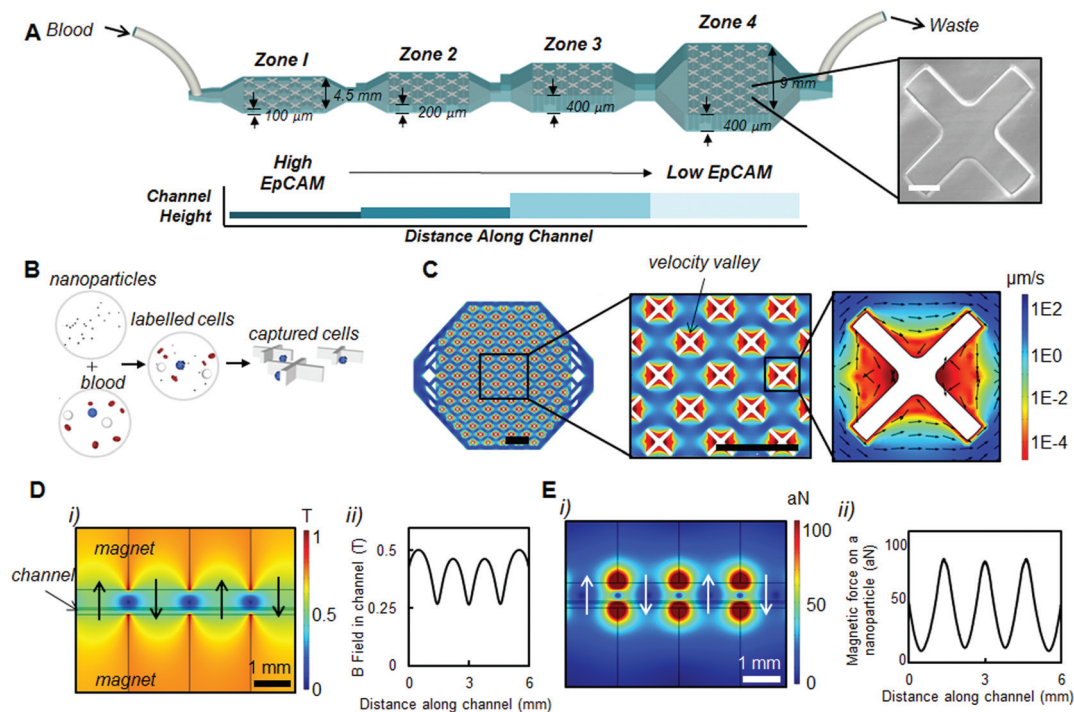 A
Blood
Zone 1
Zone 2
Zone 3
Zone 4
Waste
4.5 mm
9 mm
100 µm
200 µm
400 µm
400 µm
High
EpCAM
Low EpCAM
Channel
Height
Distance Along Channel
B
nanoparticles
labelled cells
captured cells
+
blood
C
velocity valley
µm/s
1E2
1E0
1E-2
1E-4
D
i)
T
magnet
channel
magnet
1
0.5
0
1 mm
ii)
B Field in channel (T)
0.5
0.25
0
0 3 6
Distance along channel (mm)
E
i)
aN
100
50
0
1 mm
ii)
Magnetic force on a
nanoparticle (aN)
100
50
0
0 3 6
Distance along channel (mm)